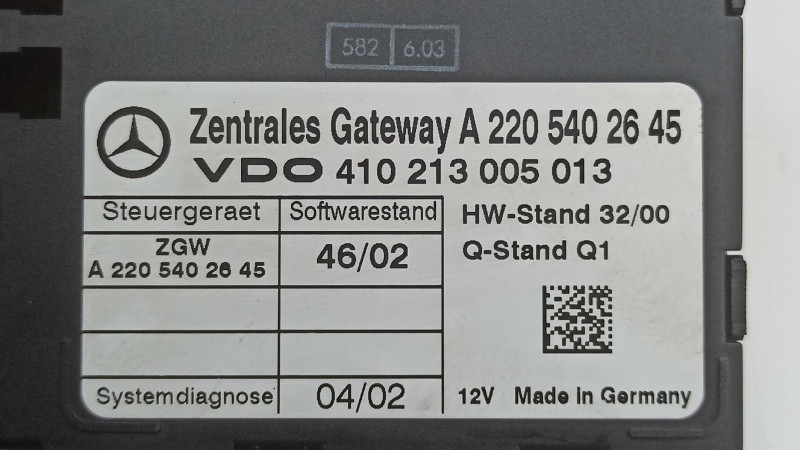 582 6.03
Zentrales Gateway A 220 540 26 45
VDO 410 213 005 013
Steuergeraet Softwarestand HW-Stand 32/00
ZGW 46/02 Q-Stand Q1
A 220 540 26 45
Systemdiagnose 04/02 12V Made in Germany